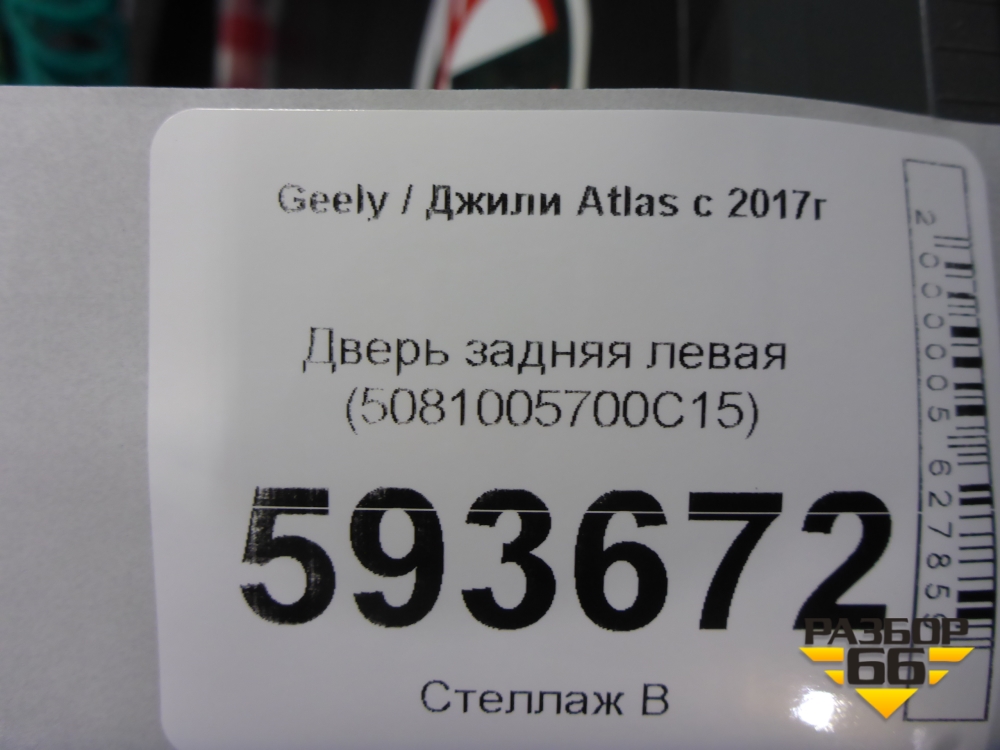 Geely / Джили Atlas с 2017г
Дверь задняя левая
(5081005700C15)
593672
Стеллаж В
РАЗБОР
66